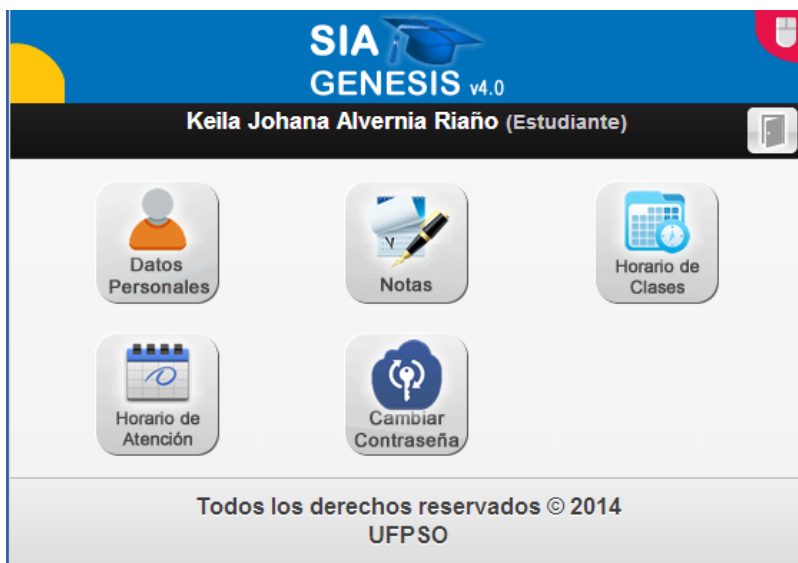 SIA
GENESIS v4.0
Keila Johana Alvernia Riaño (Estudiante)
Datos
Personales
Notas
Horario de
Clases
Horario de
Atención
Cambiar
Contraseña
Todos los derechos reservados © 2014
UFPSO